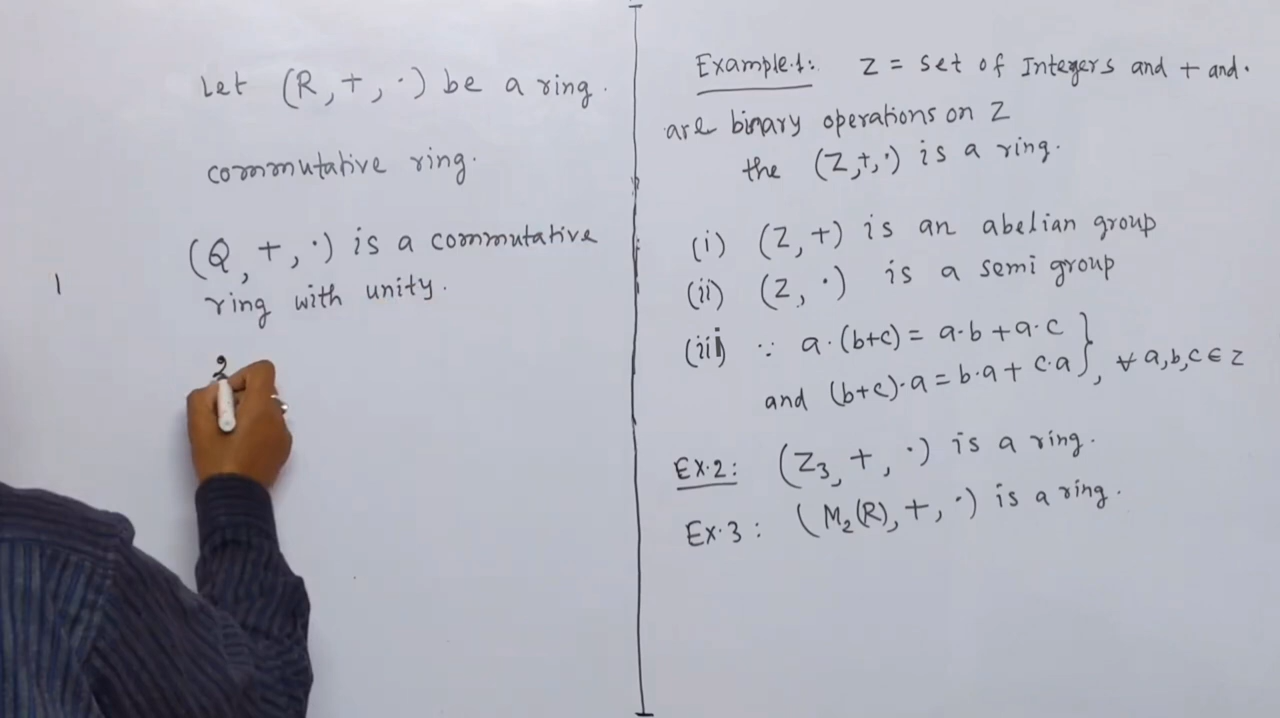 Let (R, +, ·) be a ring.
commutative ring.
(Q, +, ·) is a commutative
ring with unity.
2
Example.1: Z = set of Integers and + and ·
are binary operations on Z
the (Z, +, ·) is a ring.
(i) (Z, +) is an abelian group
(ii) (Z, ·) is a semi group
(iii) ∵ a·(b+c) = a·b + a·c
and (b+c)·a = b·a + c·a }, ∀ a,b,c ∈ Z
Ex.2: (Z₃, +, ·) is a ring.
Ex.3: (M₂(R), +, ·) is a ring.